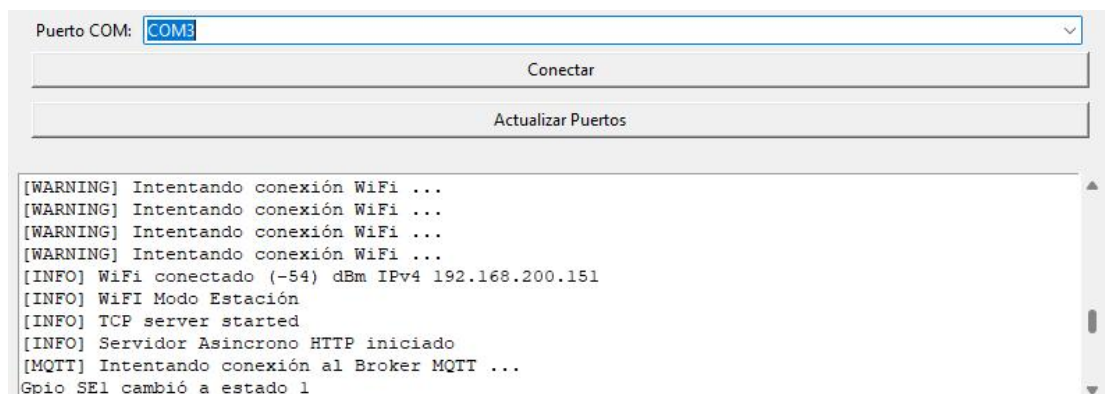 Puerto COM: COM3
Conectar
Actualizar Puertos
[WARNING] Intentando conexión WiFi ...
[WARNING] Intentando conexión WiFi ...
[WARNING] Intentando conexión WiFi ...
[WARNING] Intentando conexión WiFi ...
[INFO] WiFi conectado (-54) dBm IPv4 192.168.200.151
[INFO] WiFI Modo Estación
[INFO] TCP server started
[INFO] Servidor Asincrono HTTP iniciado
[MQTT] Intentando conexión al Broker MQTT ...
Gpio SE1 cambió a estado 1